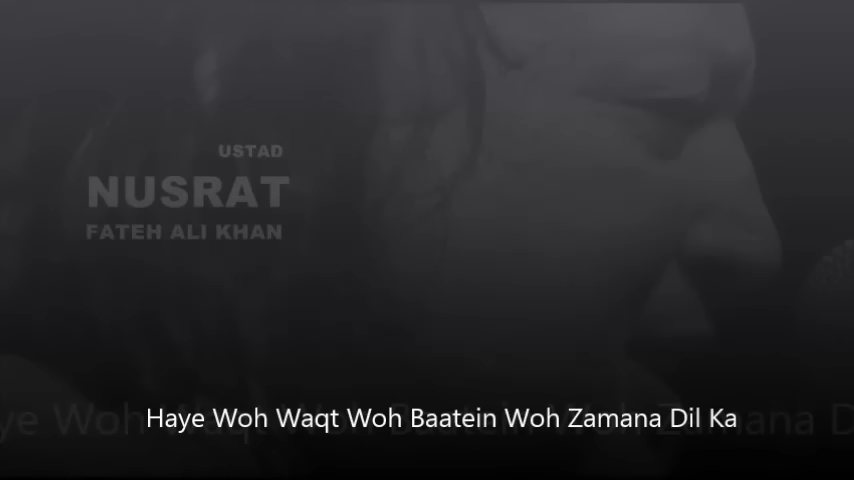 USTAD
NUSRAT
FATEH ALI KHAN
Haye Woh Waqt Woh Baatein Woh Zamana Dil Ka